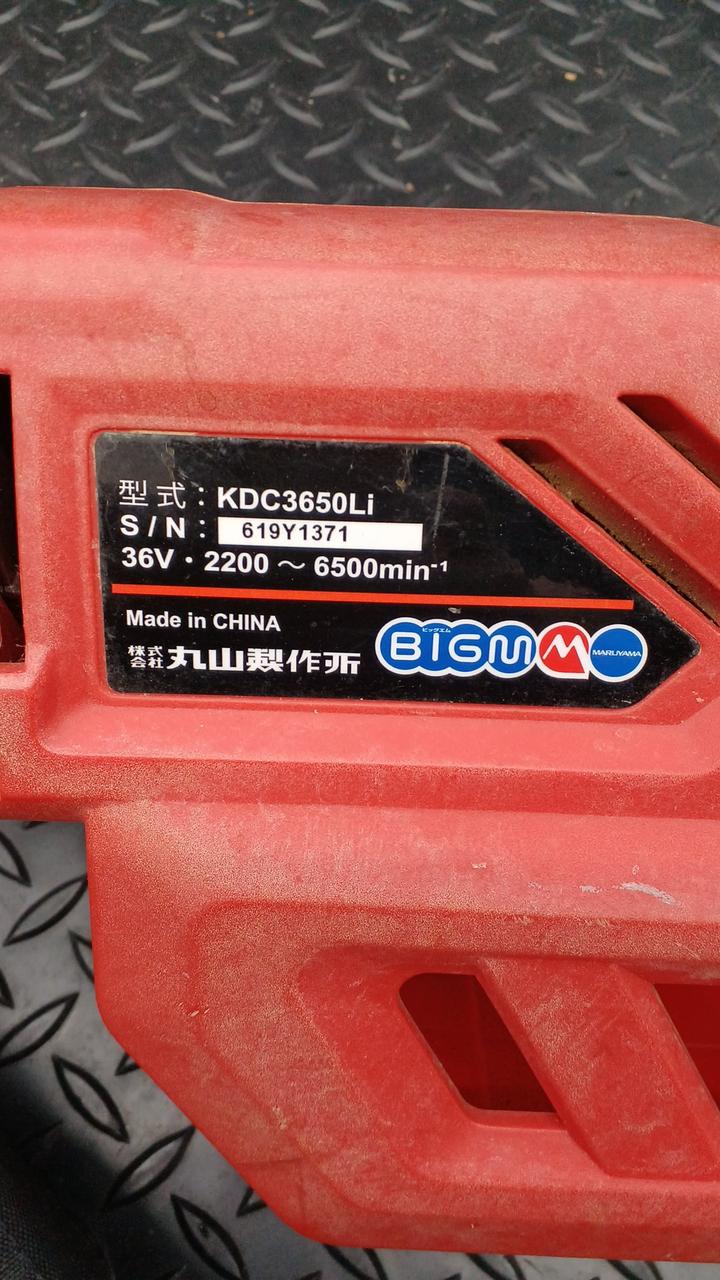 型式：KDC3650Li
S/N：619Y1371
36V・2200～6500min⁻¹
Made in CHINA
株式会社 丸山製作所
ビッグエム
BIGM M MARUYAMA